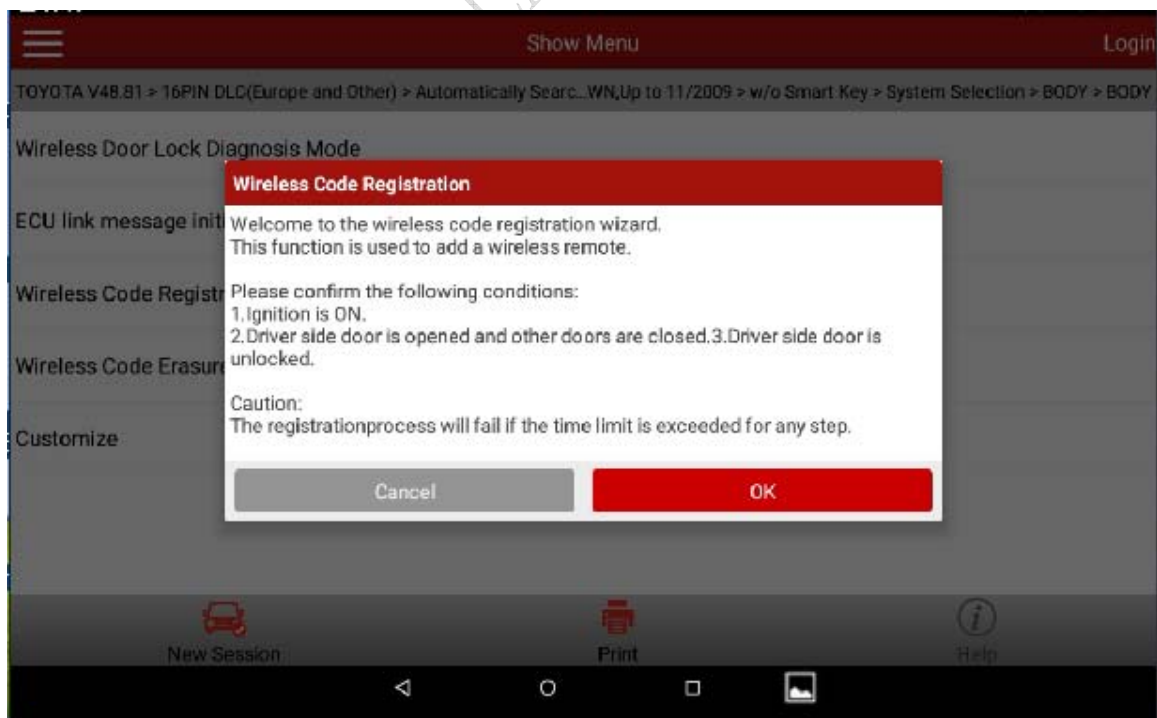 Show Menu
Login
TOYOTA V48.81 > 16PIN DLC(Europe and Other) > Automatically Searc...WN,Up to 11/2009 > w/o Smart Key > System Selection > BODY > BODY
Wireless Door Lock Diagnosis Mode
Wireless Code Registration
ECU link message initi
Welcome to the wireless code registration wizard.
This function is used to add a wireless remote.
Wireless Code Registr
Please confirm the following conditions:
1.Ignition is ON.
2.Driver side door is opened and other doors are closed.3.Driver side door is
unlocked.
Wireless Code Erasure
Caution:
The registrationprocess will fail if the time limit is exceeded for any step.
Customize
Cancel
OK
New Session
Print
Help